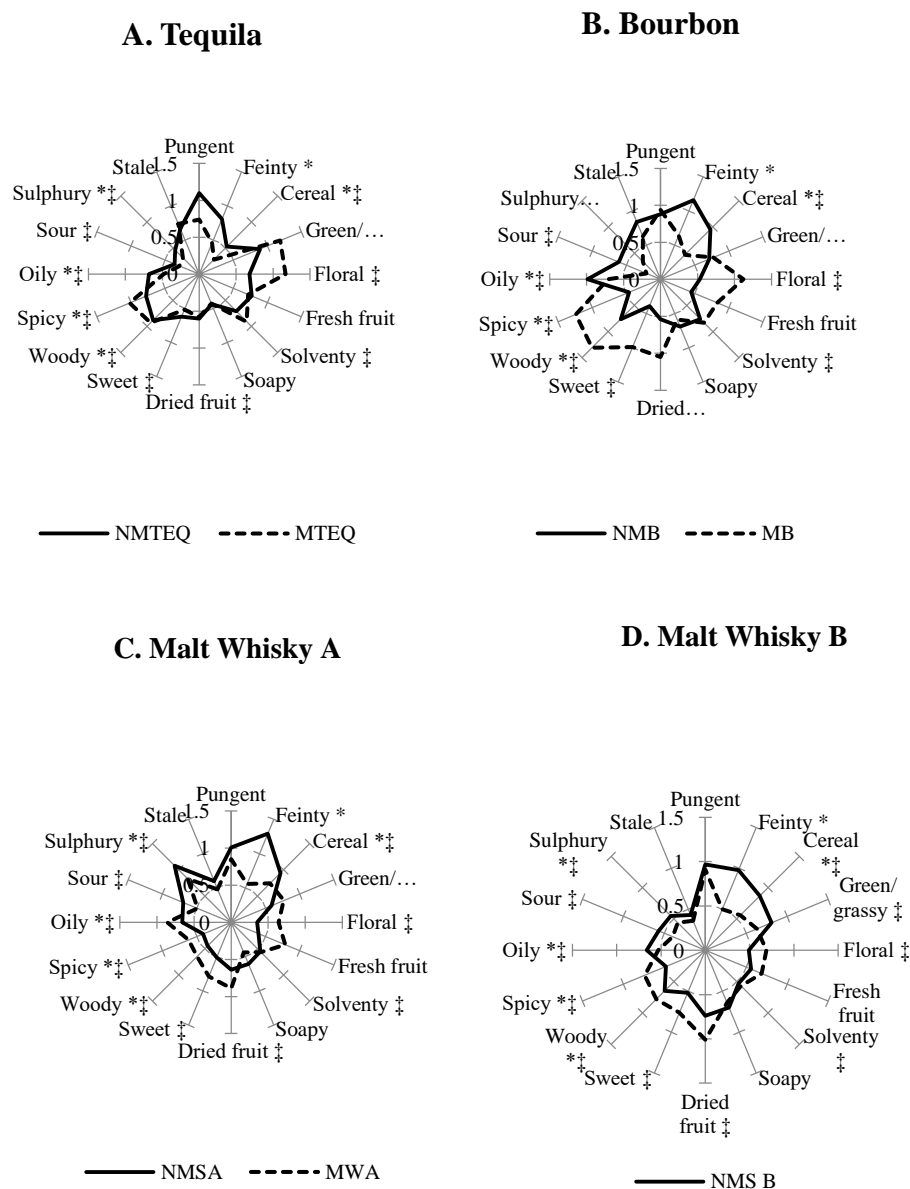 A. Tequila
Pungent
Feinty *
Cereal *‡
Green/…
Floral ‡
Fresh fruit
Solventy ‡
Soapy
Dried fruit ‡
Sweet ‡
Woody *‡
Spicy *‡
Oily *‡
Sour ‡
Sulphury *‡
Stale
1.5
1
0.5
0
NMTEQ MTEQ
B. Bourbon
Pungent
Feinty *
Cereal *‡
Green/…
Floral ‡
Fresh fruit
Solventy ‡
Soapy
Dried…
Sweet ‡
Woody *‡
Spicy *‡
Oily *‡
Sour ‡
Sulphury…
Stale
1.5
1
0.5
0
NMB MB
C. Malt Whisky A
Pungent
Feinty *
Cereal *‡
Green/…
Floral ‡
Fresh fruit
Solventy ‡
Soapy
Dried fruit ‡
Sweet ‡
Woody *‡
Spicy *‡
Oily *‡
Sour ‡
Sulphury *‡
Stale
1.5
1
0.5
0
NMSA MWA
D. Malt Whisky B
Pungent
Feinty *
Cereal
*‡
Green/
grassy ‡
Floral ‡
Fresh
fruit
Solventy
‡
Soapy
Dried
fruit ‡
Sweet ‡
Woody
*‡
Spicy *‡
Oily *‡
Sour ‡
Sulphury
*‡
Stale
1.5
1
0.5
0
NMS B